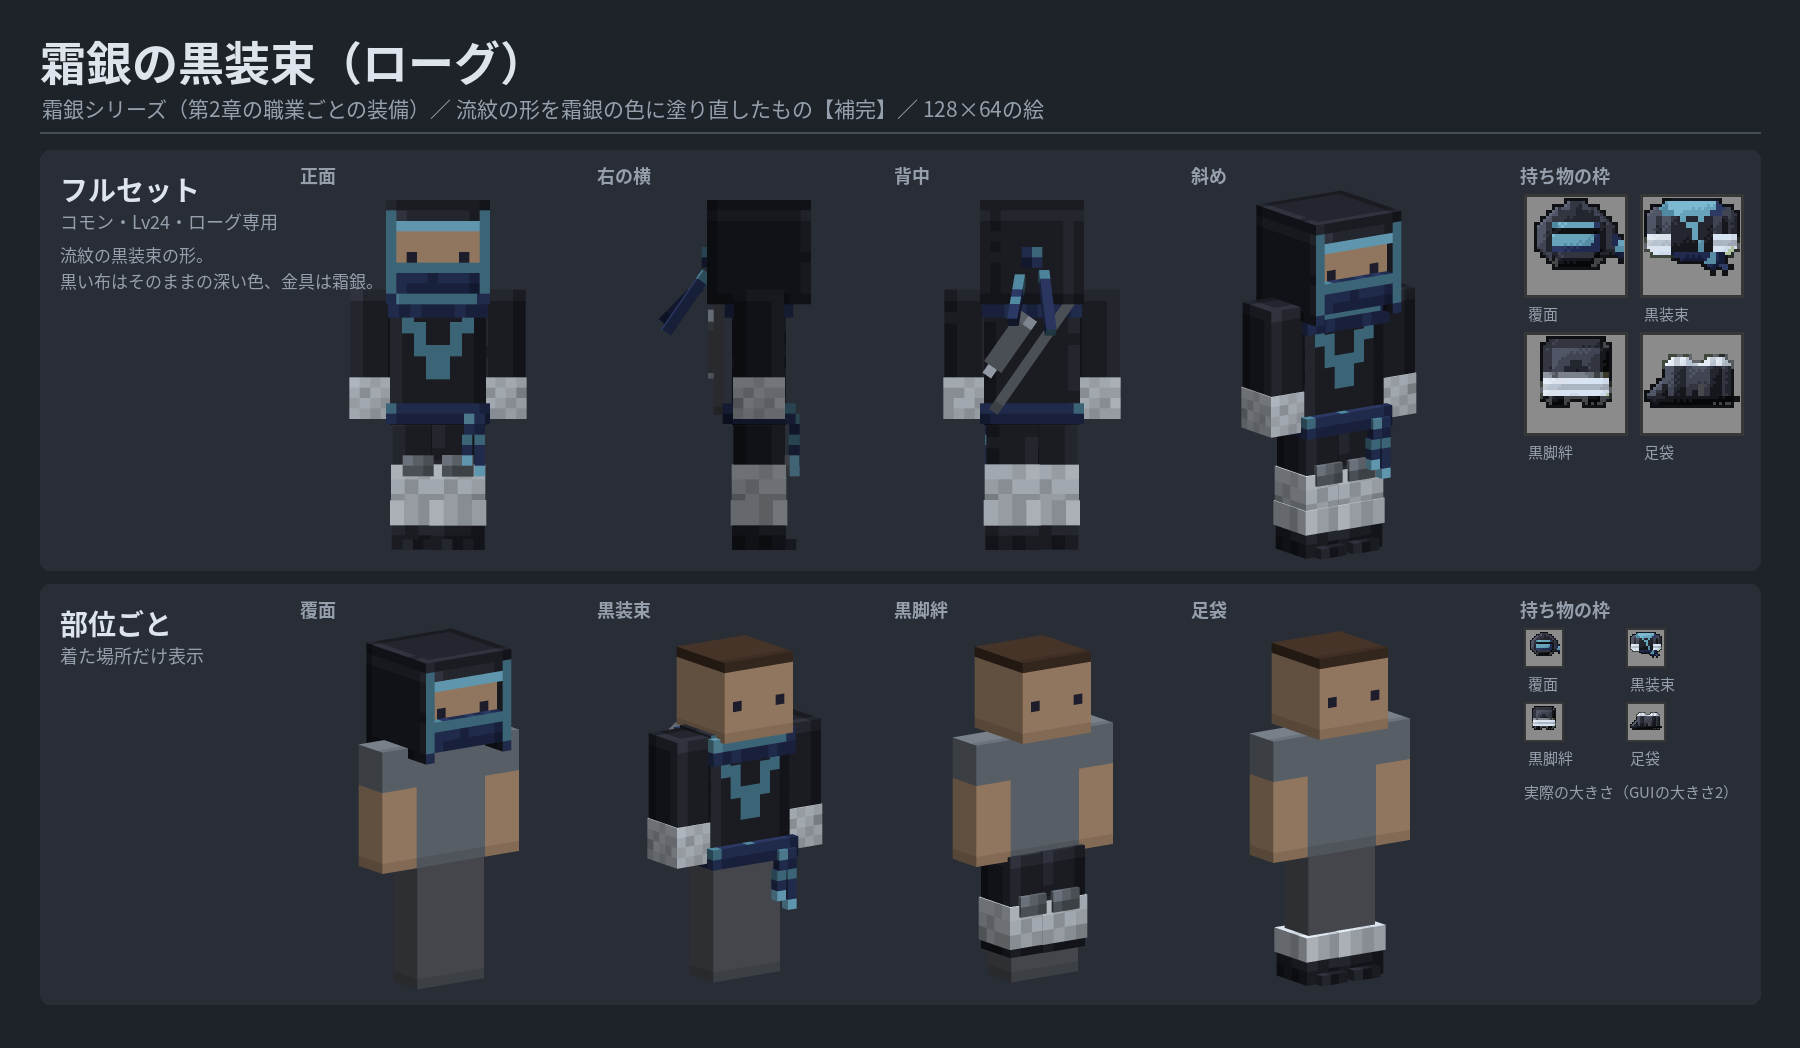 霜銀の黒装束（ローグ）
霜銀シリーズ（第2章の職業ごとの装備）／ 流紋の形を霜銀の色に塗り直したもの【補完】／ 128×64の絵
フルセット
コモン・Lv24・ローグ専用
流紋の黒装束の形。
黒い布はそのままの深い色、金具は霜銀。
正面
右の横
背中
斜め
持ち物の枠
覆面
黒装束
黒脚絆
足袋
部位ごと
着た場所だけ表示
覆面
黒装束
黒脚絆
足袋
持ち物の枠
覆面
黒装束
黒脚絆
足袋
実際の大きさ（GUIの大きさ2）